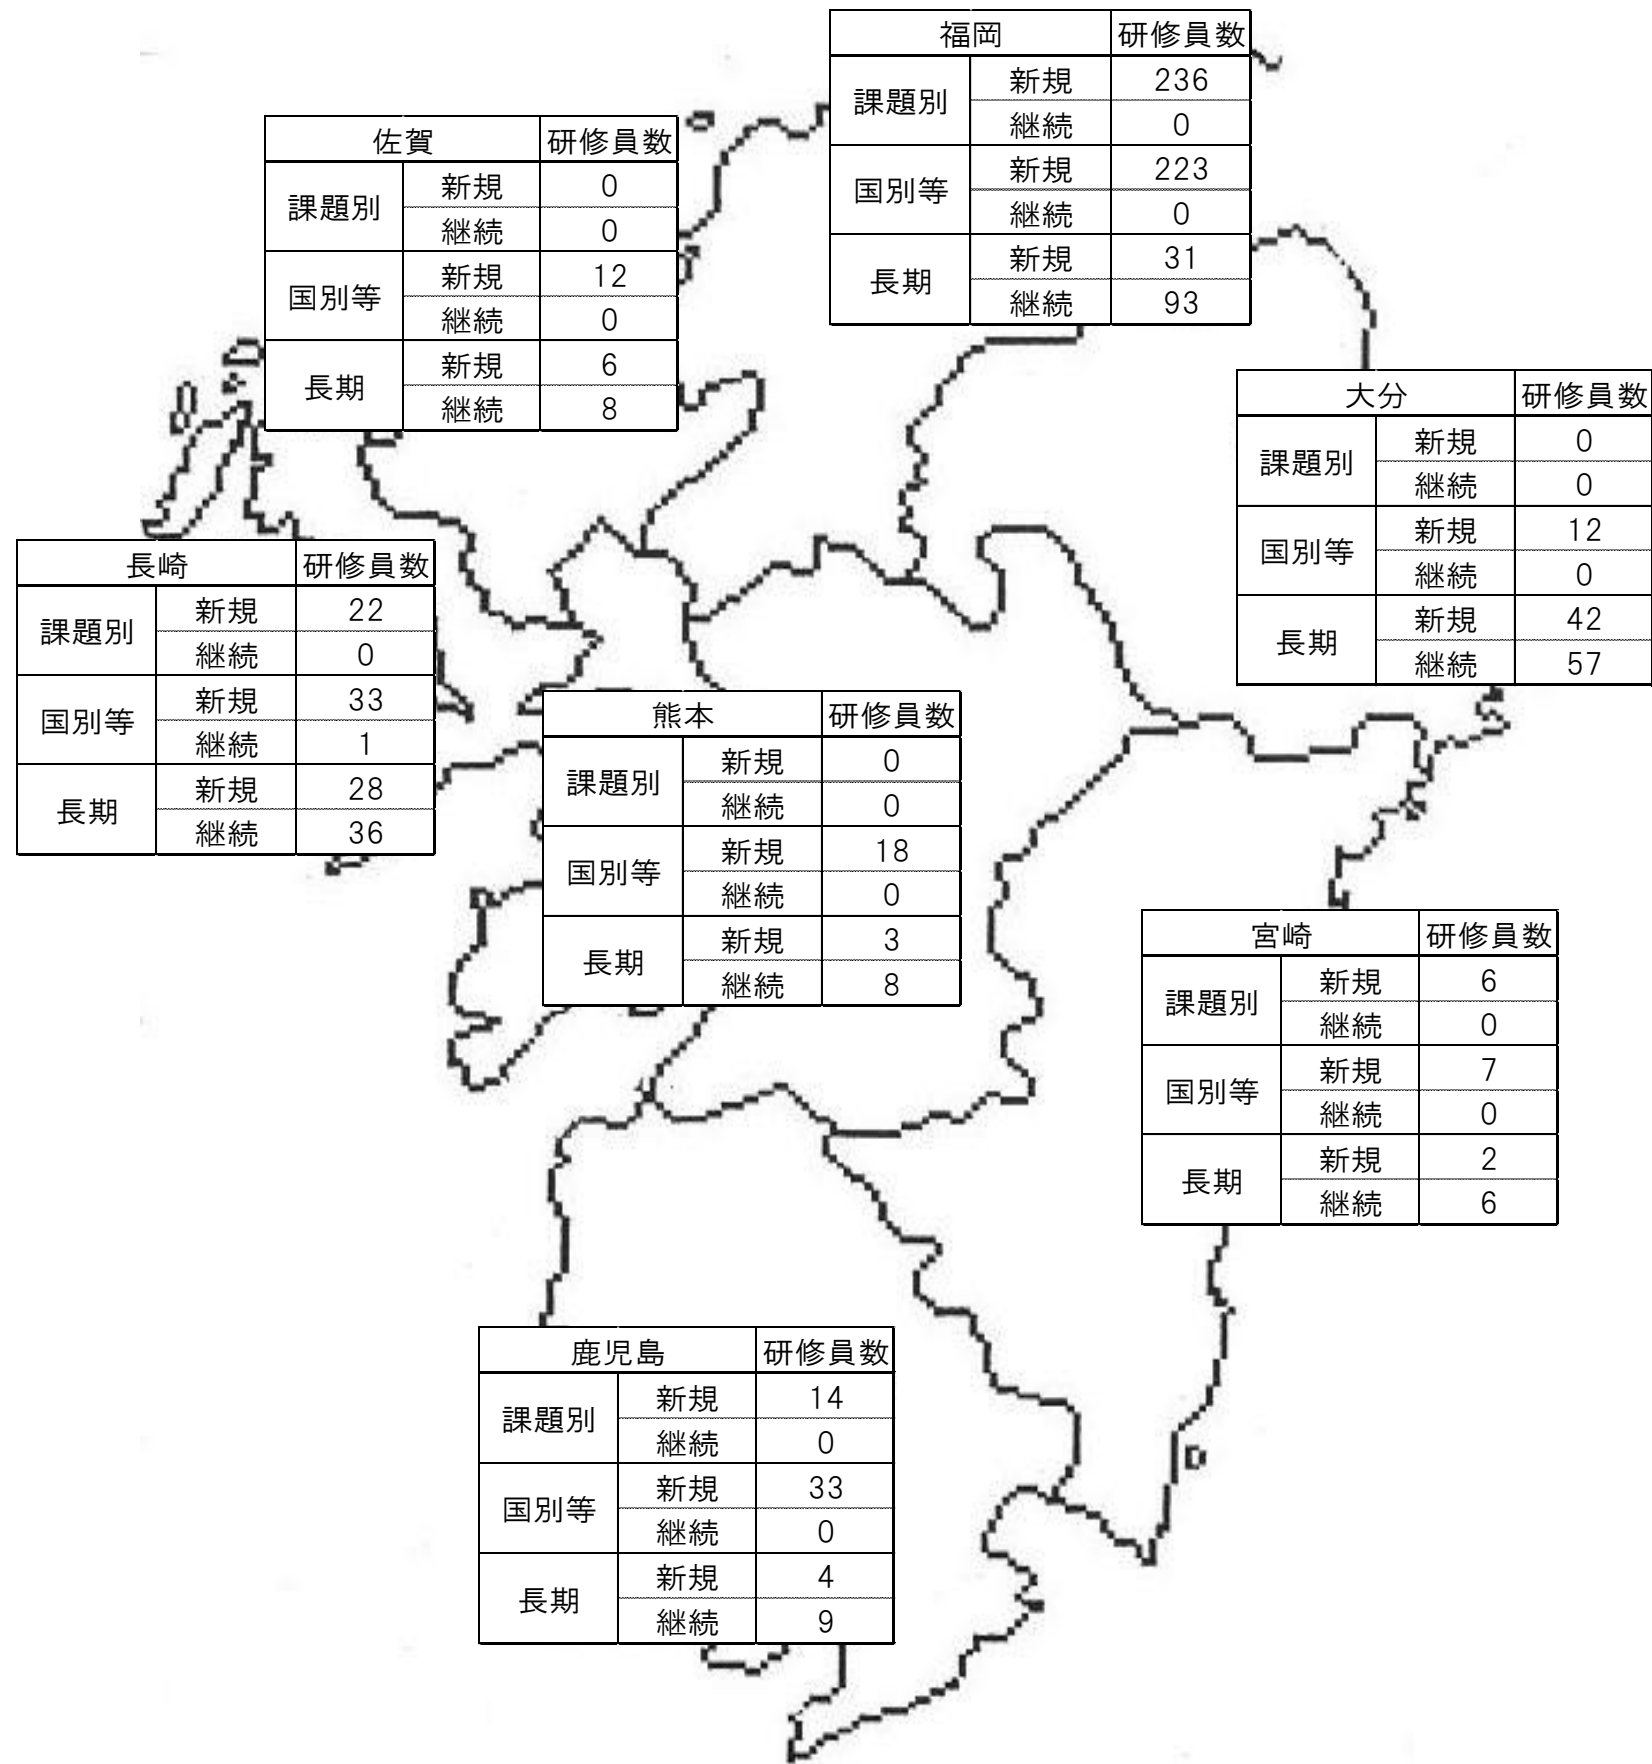 福岡 研修員数
課題別 新規 236
継続 0
国別等 新規 223
継続 0
長期 新規 31
継続 93
佐賀 研修員数
課題別 新規 0
継続 0
国別等 新規 12
継続 0
長期 新規 6
継続 8
大分 研修員数
課題別 新規 0
継続 0
国別等 新規 12
継続 0
長期 新規 42
継続 57
長崎 研修員数
課題別 新規 22
継続 0
国別等 新規 33
継続 1
長期 新規 28
継続 36
熊本 研修員数
課題別 新規 0
継続 0
国別等 新規 18
継続 0
長期 新規 3
継続 8
宮崎 研修員数
課題別 新規 6
継続 0
国別等 新規 7
継続 0
長期 新規 2
継続 6
鹿児島 研修員数
課題別 新規 14
継続 0
国別等 新規 33
継続 0
長期 新規 4
継続 9